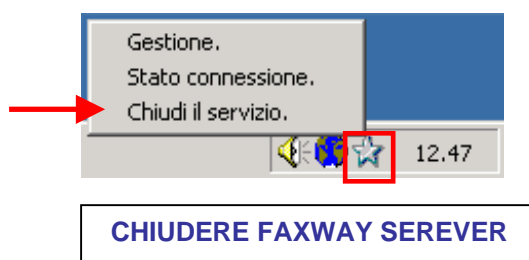 Gestione.
Stato connessione.
Chiudi il servizio.
12.47
CHIUDERE FAXWAY SEREVER